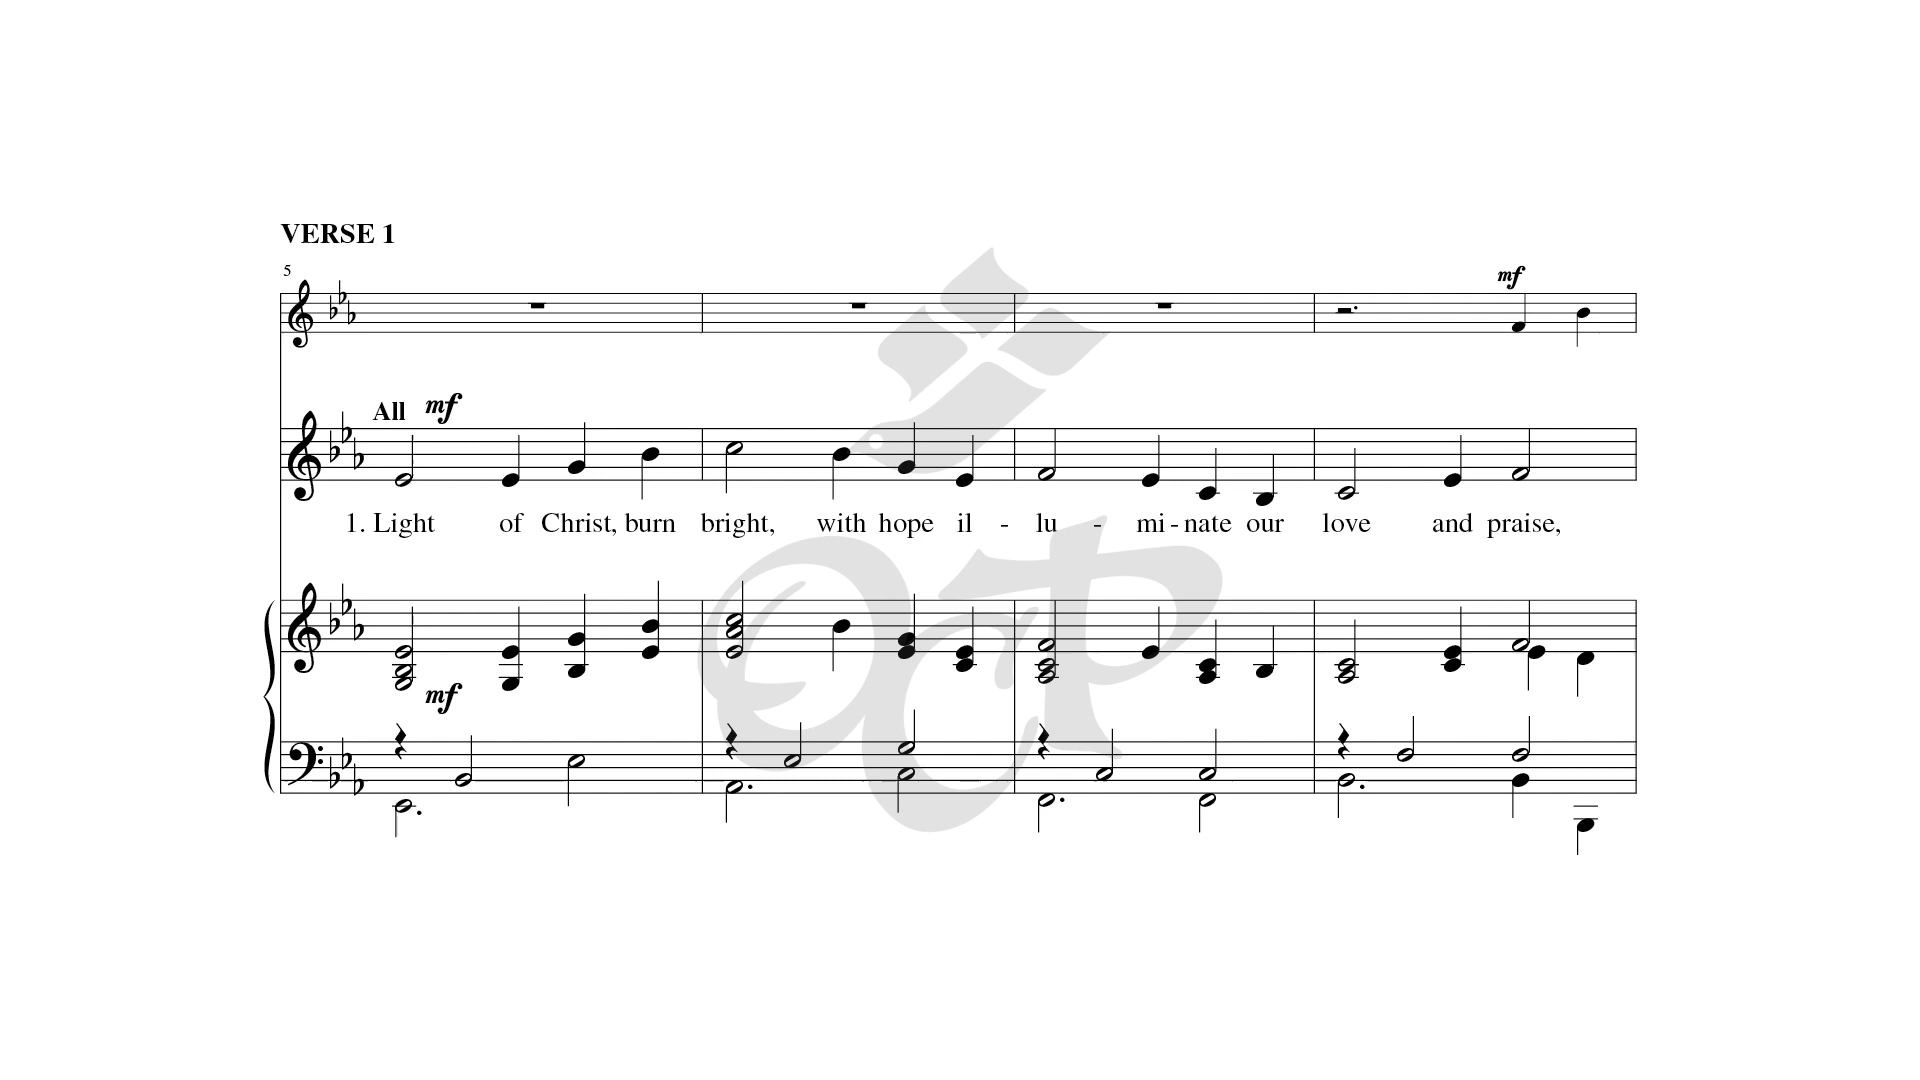 VERSE 1
5
mf
All mf
1. Light of Christ, burn bright, with hope il - lu - mi - nate our love and praise,
mf
OCP